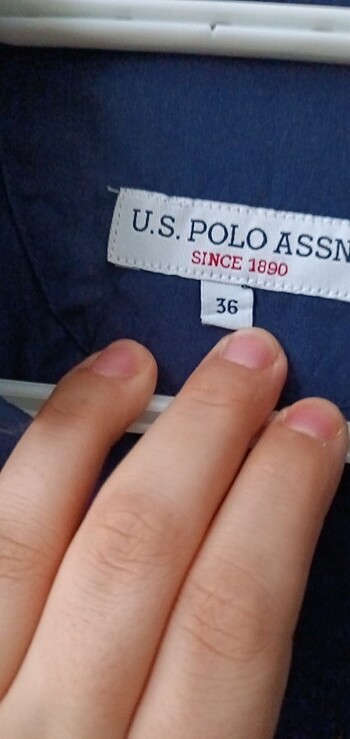 U.S. POLO ASSN
SINCE 1890
36